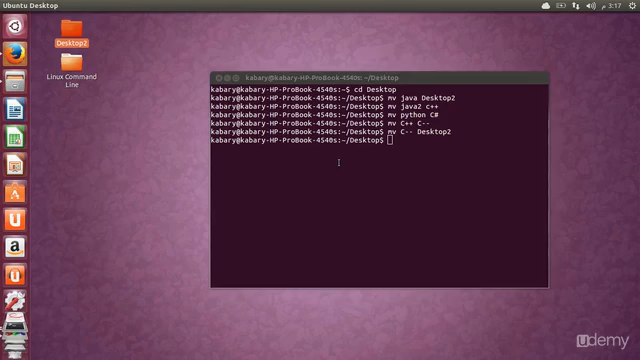 Ubuntu Desktop
3:17 م
Desktop2
Linux Command
Line
kabary@kabary-HP-ProBook-4540s: ~/Desktop
kabary@kabary-HP-ProBook-4540s:~$ cd Desktop
kabary@kabary-HP-ProBook-4540s:~/Desktop$ mv java Desktop2
kabary@kabary-HP-ProBook-4540s:~/Desktop$ mv java2 c++
kabary@kabary-HP-ProBook-4540s:~/Desktop$ mv python C#
kabary@kabary-HP-ProBook-4540s:~/Desktop$ mv C++ C--
kabary@kabary-HP-ProBook-4540s:~/Desktop$ mv C-- Desktop2
kabary@kabary-HP-ProBook-4540s:~/Desktop$
udemy